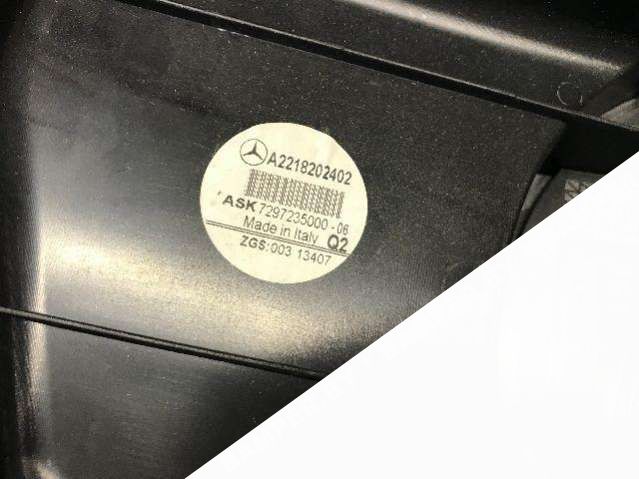 A2218202402
ASK 7297235000-06
Made in Italy Q2
ZGS:003 13407